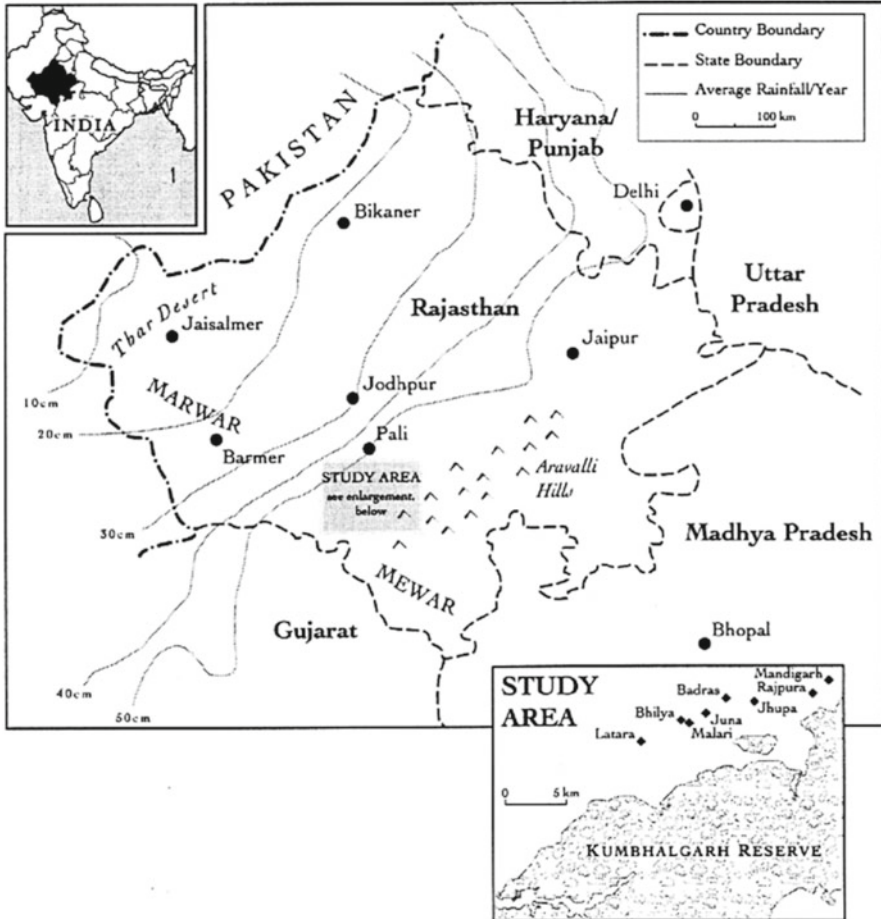 Country Boundary
State Boundary
Average Rainfall/Year
0 100 km
INDIA
PAKISTAN
Haryana/
Punjab
Delhi
Bikaner
Uttar
Pradesh
Thar Desert
Rajasthan
Jaisalmer
Jaipur
MARWAR
Jodhpur
10cm
20cm
Barmer
Pali
STUDY AREA
see enlargement,
below
Aravalli
Hills
30cm
Madhya Pradesh
MEWAR
Gujarat
Bhopal
40cm
50cm
STUDY
AREA
Mandigarh
Rajpura
Badras
Jhupa
Bhilya
Juna
Latara
Malari
0 5 km
KUMBHALGARH RESERVE